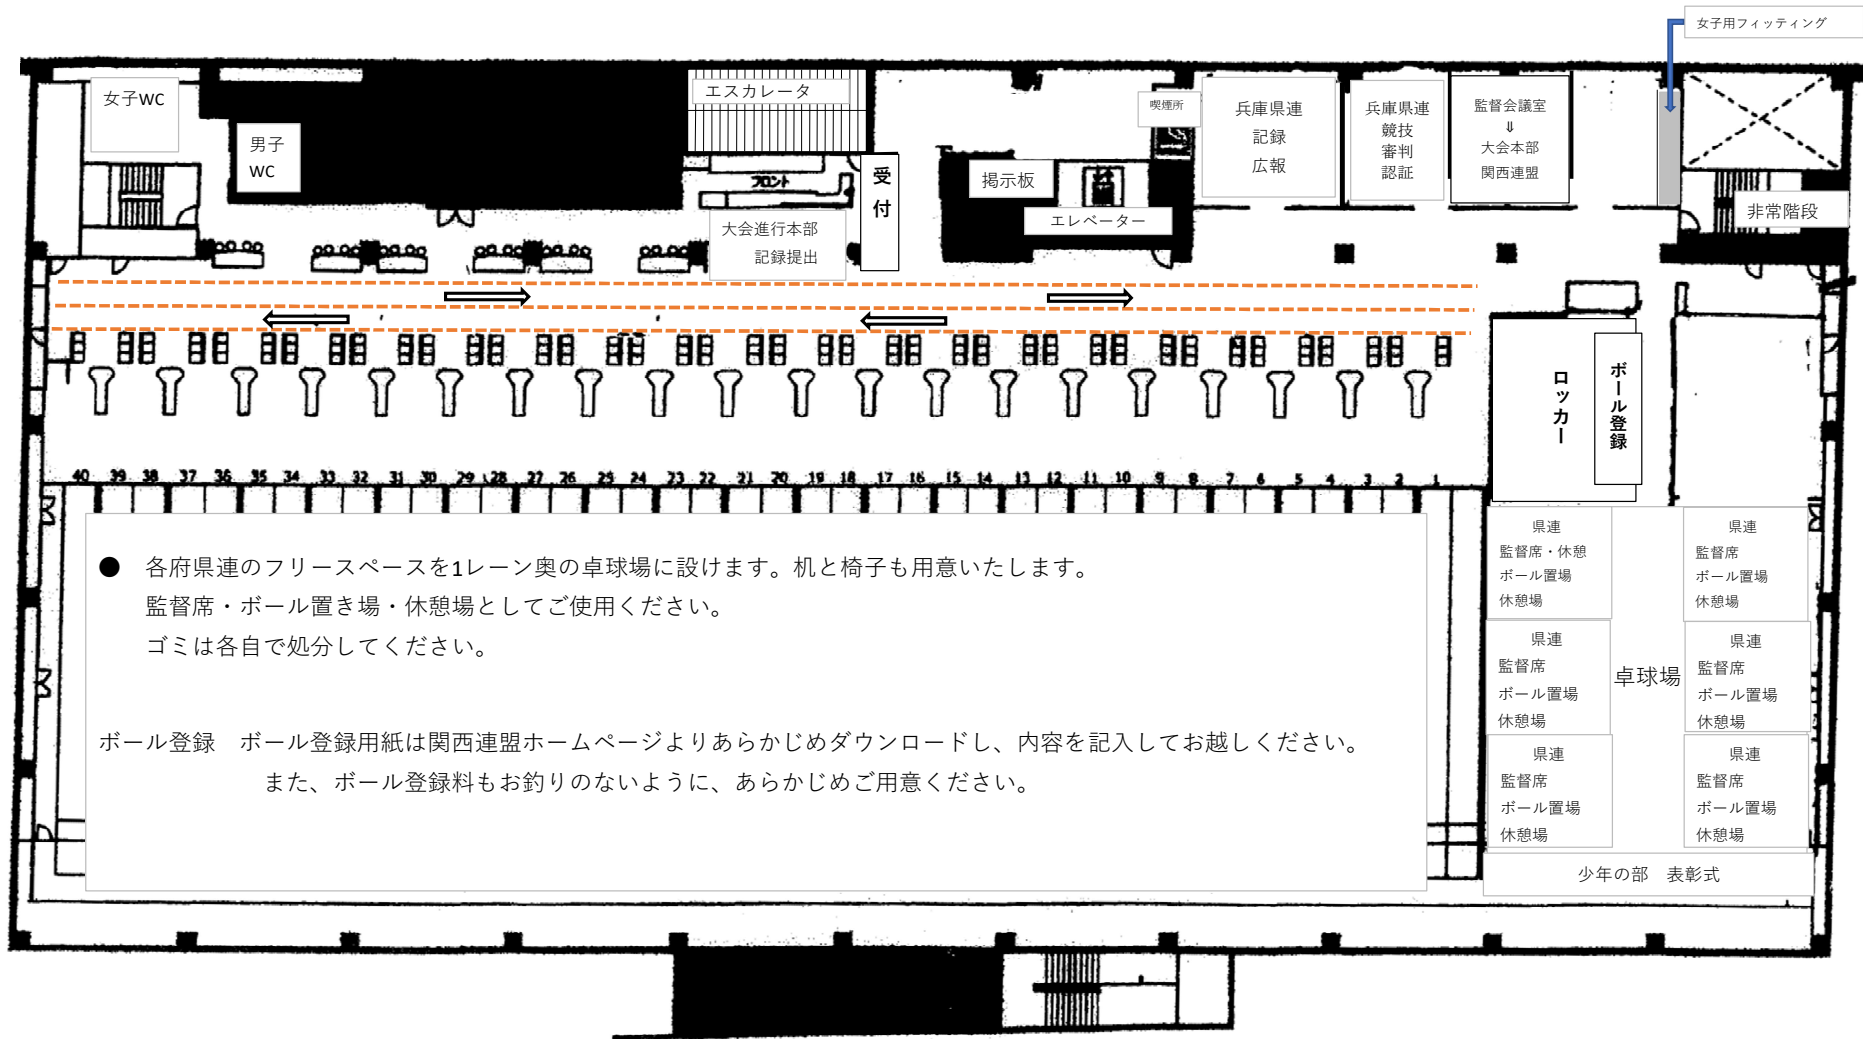 女子用フィッティング
女子WC
男子
WC
エスカレータ
フロント
受付
大会進行本部
記録提出
掲示板
エレベーター
喫煙所
兵庫県連
記録
広報
兵庫県連
競技
審判
認証
監督会議室
⇓
大会本部
関西連盟
非常階段
ロッカー
ボール登録
40 39 38 37 36 35 34 33 32 31 30 29 28 27 26 25 24 23 22 21 20 19 18 17 16 15 14 13 12 11 10 9 8 7 6 5 4 3 2 1
● 各府県連のフリースペースを1レーン奥の卓球場に設けます。机と椅子も用意いたします。
監督席・ボール置き場・休憩場としてご使用ください。
ゴミは各自で処分してください。
ボール登録　ボール登録用紙は関西連盟ホームページよりあらかじめダウンロードし、内容を記入してお越しください。
また、ボール登録料もお釣りのないように、あらかじめご用意ください。
県連
監督席・休憩
ボール置場
休憩場
県連
監督席
ボール置場
休憩場
県連
監督席
ボール置場
休憩場
卓球場
県連
監督席
ボール置場
休憩場
県連
監督席
ボール置場
休憩場
県連
監督席
ボール置場
休憩場
少年の部　表彰式